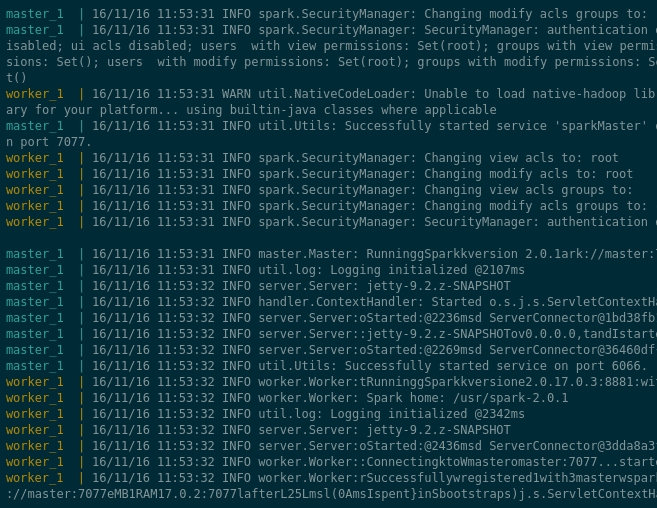 master_1  | 16/11/16 11:53:31 INFO spark.SecurityManager: Changing modify acls groups to:
master_1  | 16/11/16 11:53:31 INFO spark.SecurityManager: SecurityManager: authentication
isabled; ui acls disabled; users  with view permissions: Set(root); groups with view permi
sions: Set(); users  with modify permissions: Set(root); groups with modify permissions: S
t()
worker_1  | 16/11/16 11:53:31 WARN util.NativeCodeLoader: Unable to load native-hadoop lib
ary for your platform... using builtin-java classes where applicable
master_1  | 16/11/16 11:53:31 INFO util.Utils: Successfully started service 'sparkMaster'
n port 7077.
worker_1  | 16/11/16 11:53:31 INFO spark.SecurityManager: Changing view acls to: root
worker_1  | 16/11/16 11:53:31 INFO spark.SecurityManager: Changing modify acls to: root
worker_1  | 16/11/16 11:53:31 INFO spark.SecurityManager: Changing view acls groups to:
worker_1  | 16/11/16 11:53:31 INFO spark.SecurityManager: Changing modify acls groups to:
worker_1  | 16/11/16 11:53:31 INFO spark.SecurityManager: SecurityManager: authentication
master_1  | 16/11/16 11:53:31 INFO master.Master: RunninggSparkkversion 2.0.1ark://master:7
master_1  | 16/11/16 11:53:31 INFO util.log: Logging initialized @2107ms
master_1  | 16/11/16 11:53:32 INFO server.Server: jetty-9.2.z-SNAPSHOT
master_1  | 16/11/16 11:53:32 INFO handler.ContextHandler: Started o.s.j.s.ServletContextHa
master_1  | 16/11/16 11:53:32 INFO server.Server:oStarted:@2236msd ServerConnector@1bd38fb
master_1  | 16/11/16 11:53:32 INFO server.Server::jetty-9.2.z-SNAPSHOTov0.0.0.0,tandIstarte
master_1  | 16/11/16 11:53:32 INFO server.Server:oStarted:@2269msd ServerConnector@36460df
master_1  | 16/11/16 11:53:32 INFO util.Utils: Successfully started service on port 6066.
worker_1  | 16/11/16 11:53:32 INFO worker.Worker:tRunninggSparkversione2.0.17.0.3:8881:wit
worker_1  | 16/11/16 11:53:32 INFO worker.Worker: Spark home: /usr/spark-2.0.1
worker_1  | 16/11/16 11:53:32 INFO util.log: Logging initialized @2342ms
worker_1  | 16/11/16 11:53:32 INFO server.Server: jetty-9.2.z-SNAPSHOT
worker_1  | 16/11/16 11:53:32 INFO server.Server:oStarted:@2436msd ServerConnector@3dda8a3
worker_1  | 16/11/16 11:53:32 INFO worker.Worker::ConnectingktoWmasteromaster:7077...starte
worker_1  | 16/11/16 11:53:32 INFO worker.Worker:rSuccessfullywregistered1with3masterwspark
://master:7077eMB1RAM17.0.2:7077lafterL25Lmsl(0AmsIspent}inSbootstraps)j.s.ServletContextHa